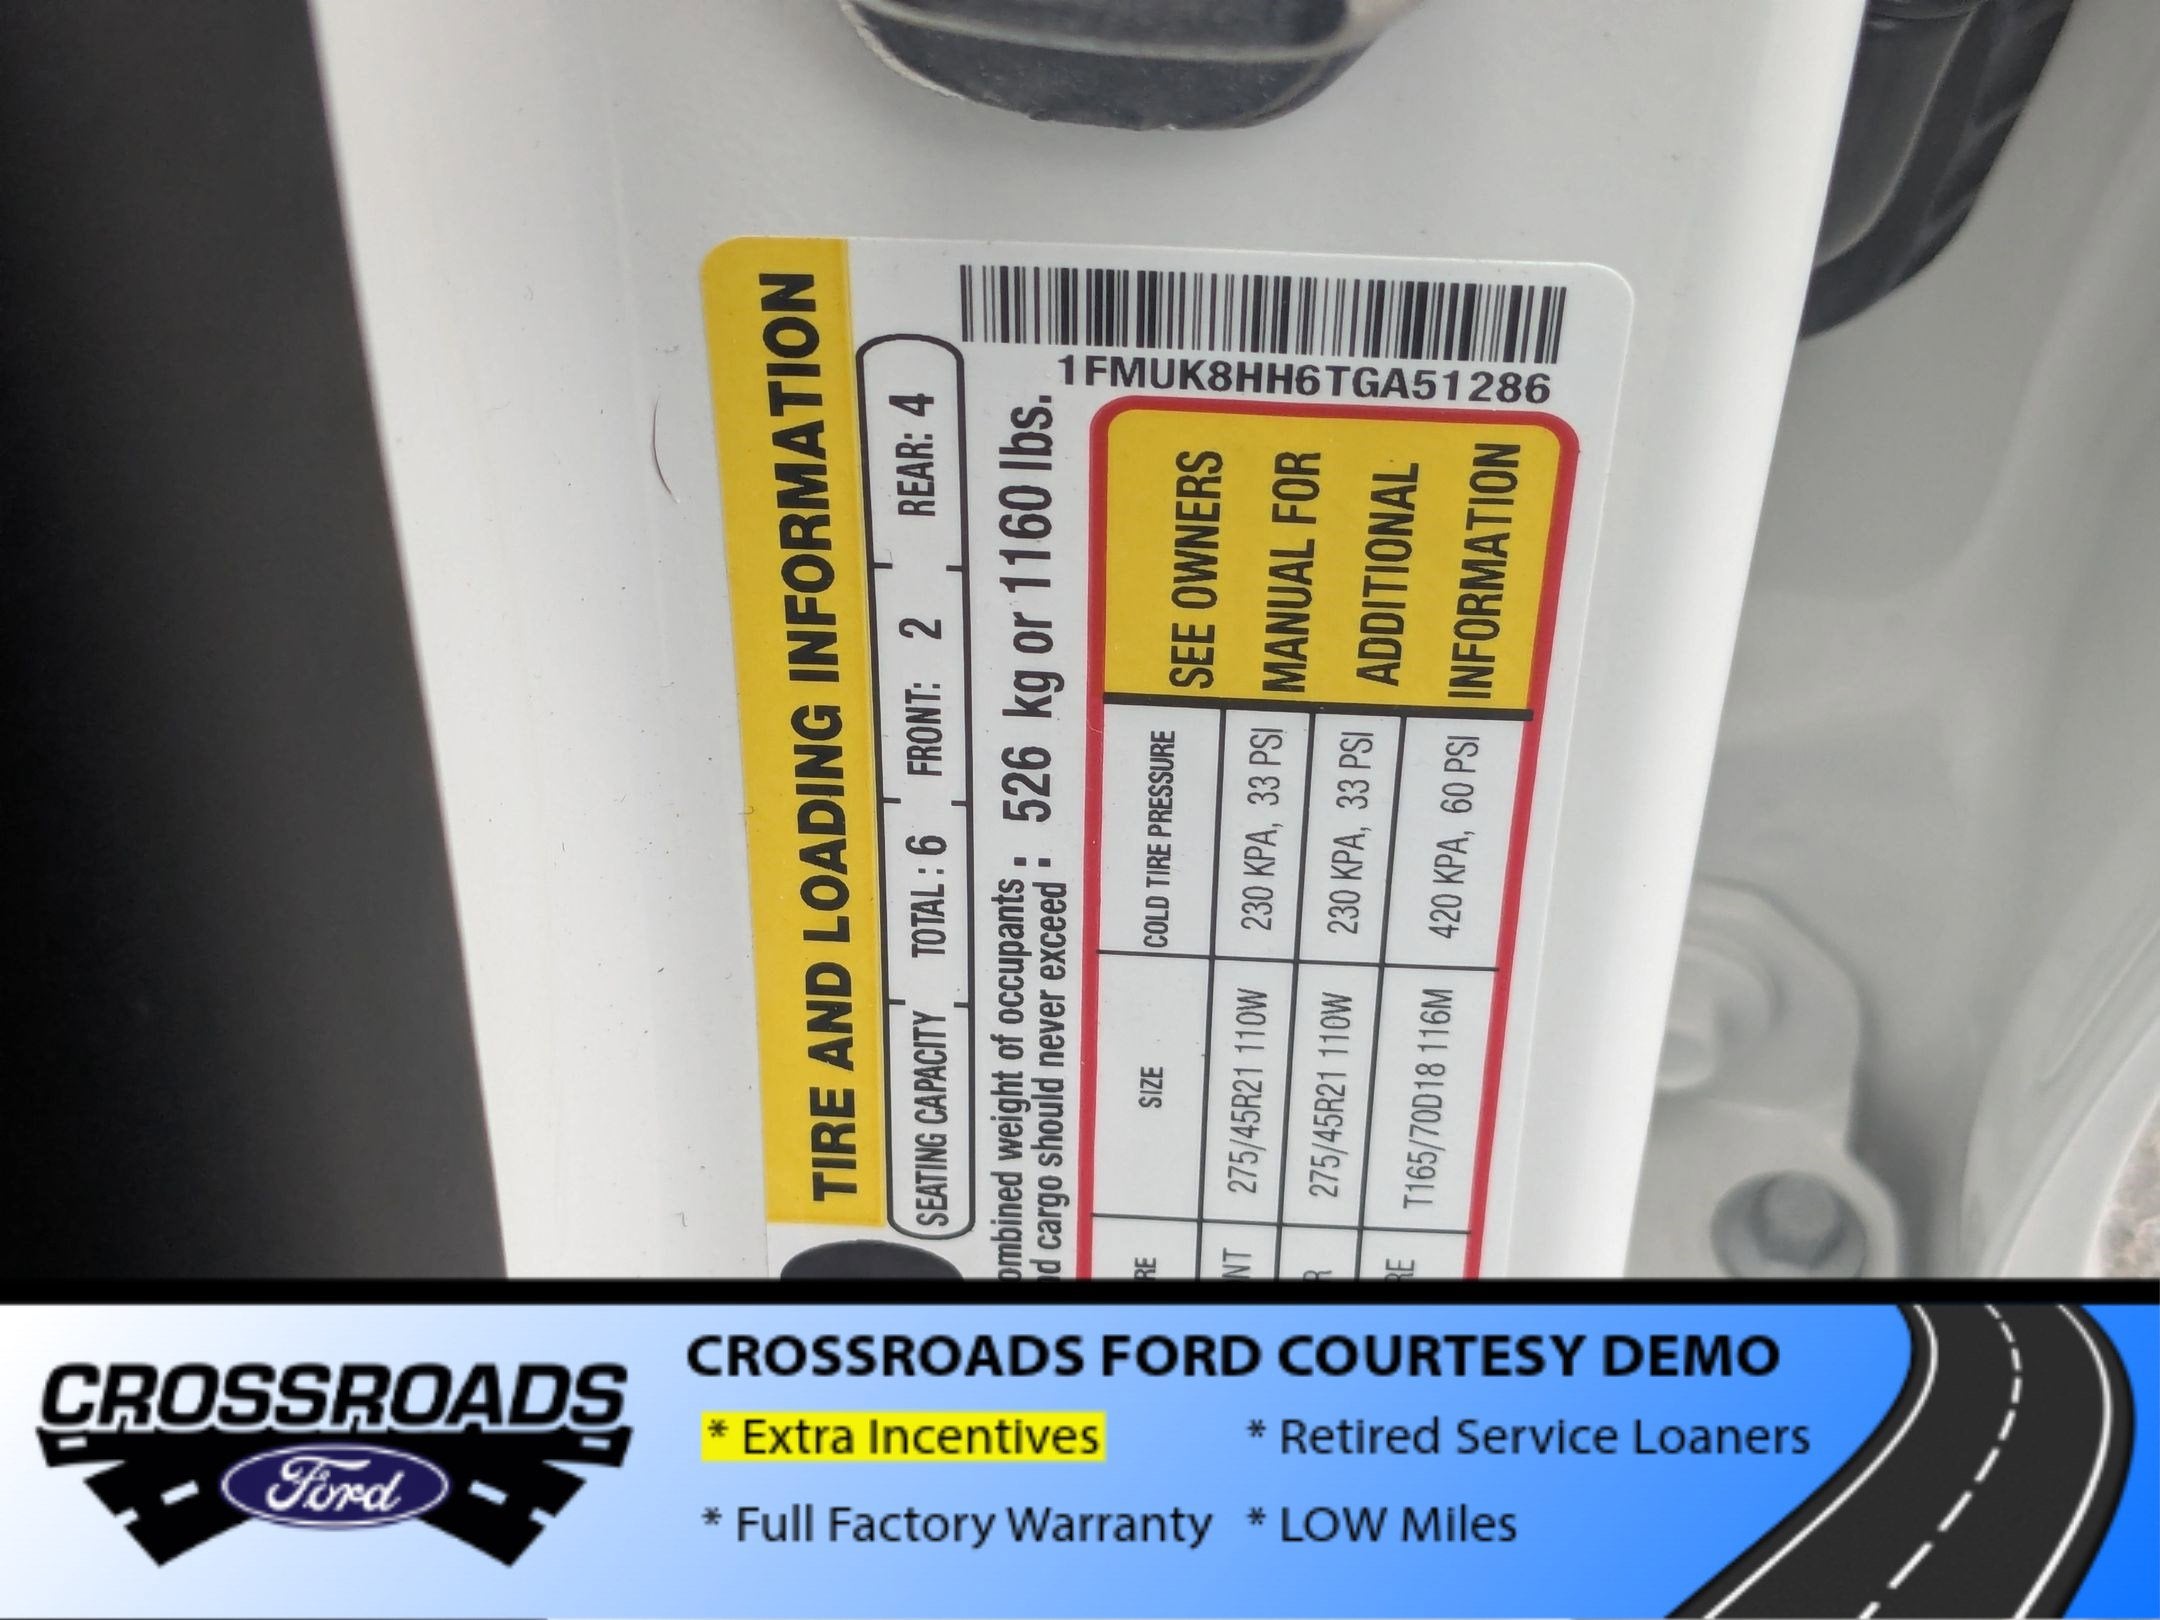 TIRE AND LOADING INFORMATION
SEATING CAPACITY TOTAL : 6 FRONT: 2 REAR: 4
ombined weight of occupants :
d cargo should never exceed : 526 kg or 1160 lbs.
1FMUK8HH6TGA51286
RE SIZE COLD TIRE PRESSURE
NT 275/45R21 110W 230 KPA, 33 PSI
R 275/45R21 110W 230 KPA, 33 PSI
RE T165/70D18 116M 420 KPA, 60 PSI
SEE OWNERS
MANUAL FOR
ADDITIONAL
INFORMATION
CROSSROADS
Ford
CROSSROADS FORD COURTESY DEMO
* Extra Incentives * Retired Service Loaners
* Full Factory Warranty * LOW Miles